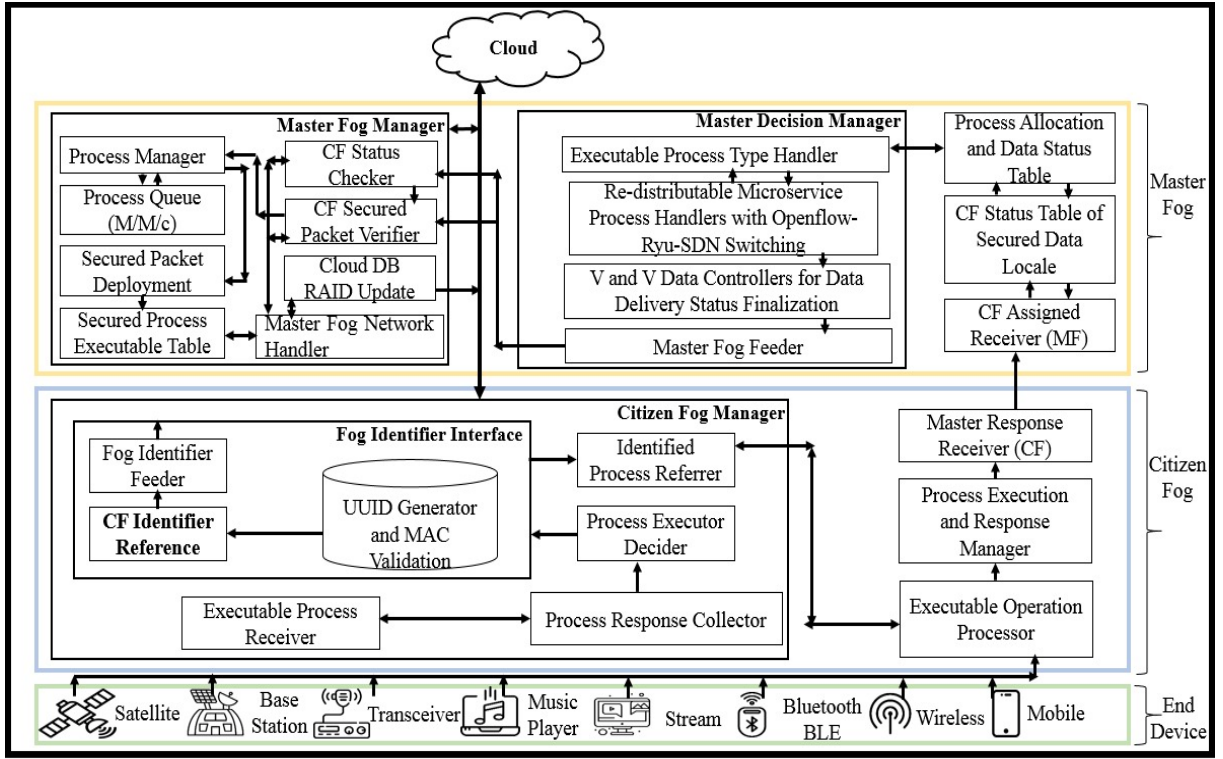 Cloud
Master Fog Manager
Process Manager
Process Queue
(M/M/c)
Secured Packet
Deployment
Secured Process
Executable Table
CF Status
Checker
CF Secured
Packet Verifier
Cloud DB
RAID Update
Master Fog Network
Handler
Master Decision Manager
Executable Process Type Handler
Re-distributable Microservice
Process Handlers with Openflow-
Ryu-SDN Switching
V and V Data Controllers for Data
Delivery Status Finalization
Master Fog Feeder
Process Allocation
and Data Status
Table
CF Status Table of
Secured Data
Locale
CF Assigned
Receiver (MF)
Master
Fog
Citizen Fog Manager
Fog Identifier Interface
Fog Identifier
Feeder
CF Identifier
Reference
UUID Generator
and MAC
Validation
Identified
Process Referrer
Process Executor
Decider
Executable Process
Receiver
Process Response Collector
Master Response
Receiver (CF)
Process Execution
and Response
Manager
Executable Operation
Processor
Citizen
Fog
Satellite
Base
Station
Transceiver
Music
Player
Stream
Bluetooth
BLE
Wireless
Mobile
End
Device